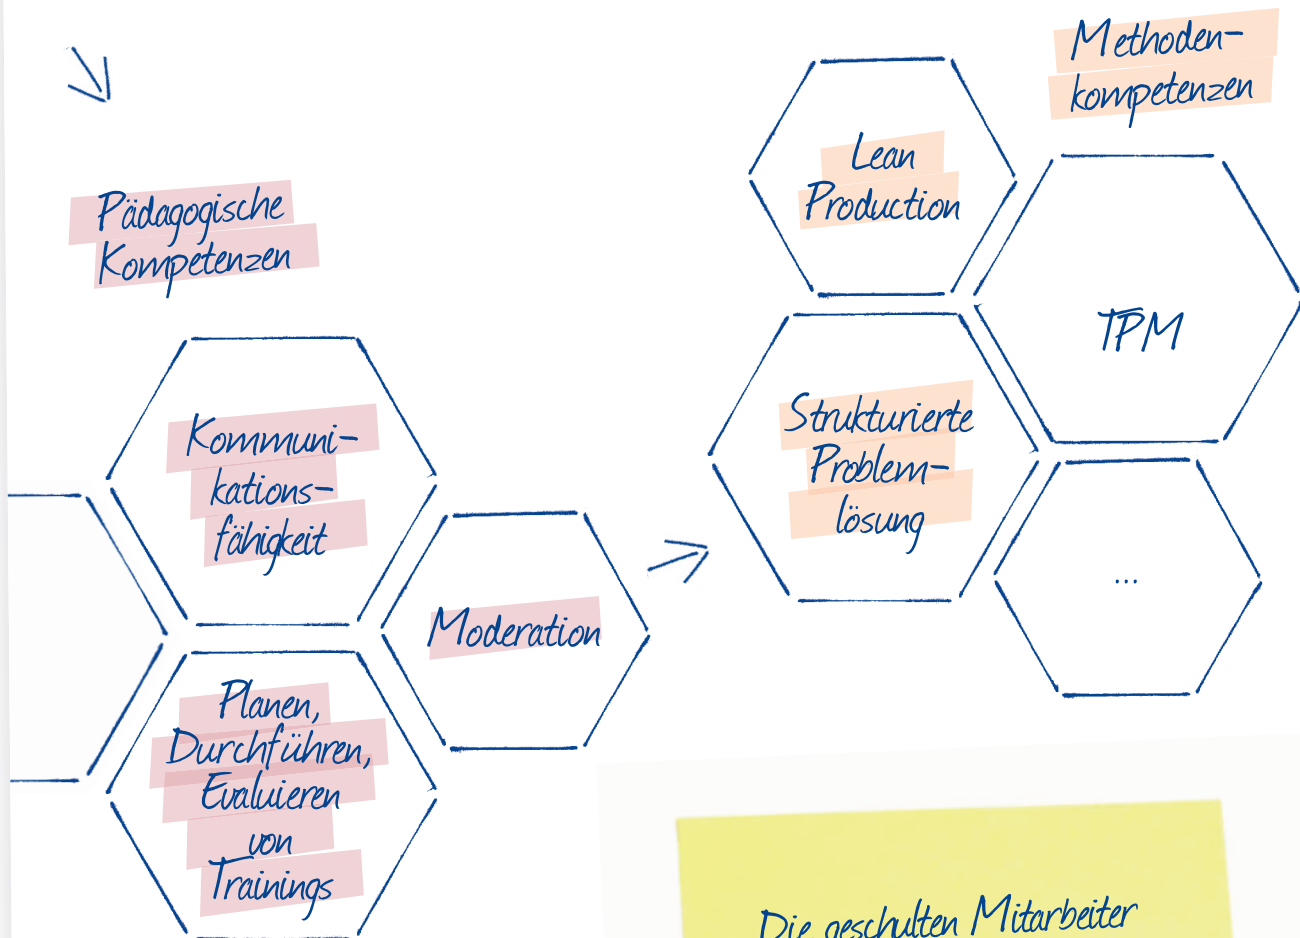 Pädagogische
Kompetenzen
Kommuni-
kations-
fähigkeit
Moderation
Planen,
Durchführen,
Evaluieren
von
Trainings
Methoden-
kompetenzen
Lean
Production
TPM
Strukturierte
Problem-
lösung
...
Die geschulten Mitarbeiter